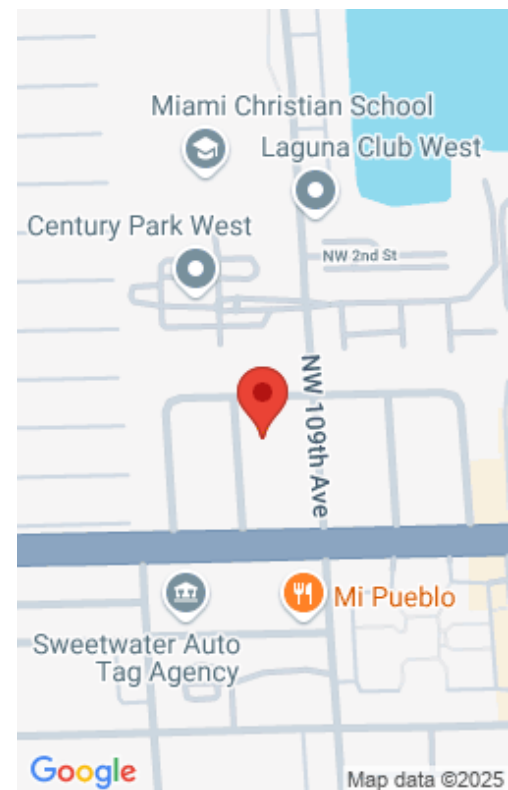 Miami Christian School
Laguna Club West
Century Park West
NW 2nd St
NW 109th Ave
Mi Pueblo
Sweetwater Auto
Tag Agency
Google
Map data ©2025